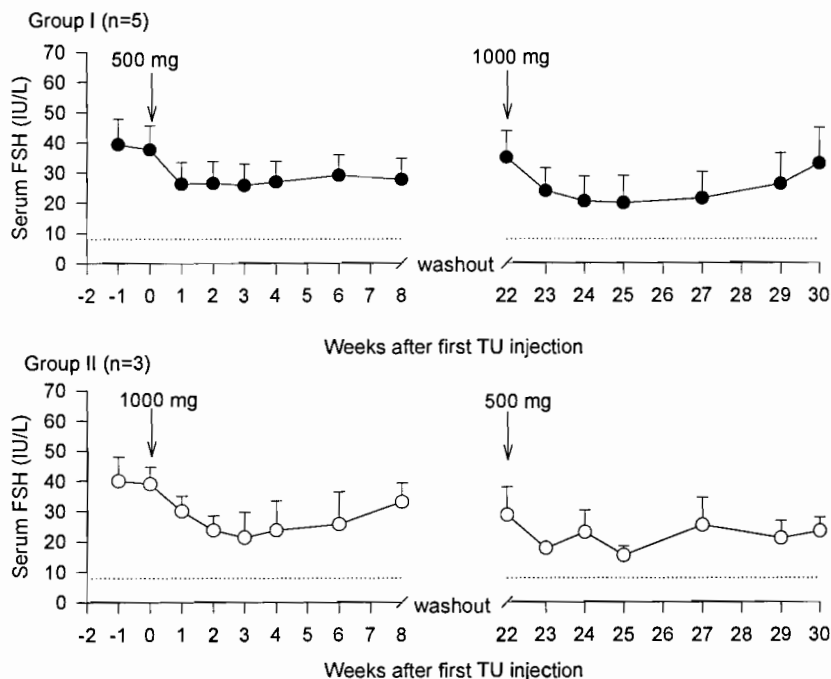 Group I (n=5)
70
60
50
40
30
20
10
0
Serum FSH (IU/L)
500 mg
1000 mg
washout
-2 -1 0 1 2 3 4 5 6 7 8 22 23 24 25 26 27 28 29 30
Weeks after first TU injection
Group II (n=3)
70
60
50
40
30
20
10
0
Serum FSH (IU/L)
1000 mg
500 mg
washout
-2 -1 0 1 2 3 4 5 6 7 8 22 23 24 25 26 27 28 29 30
Weeks after first TU injection